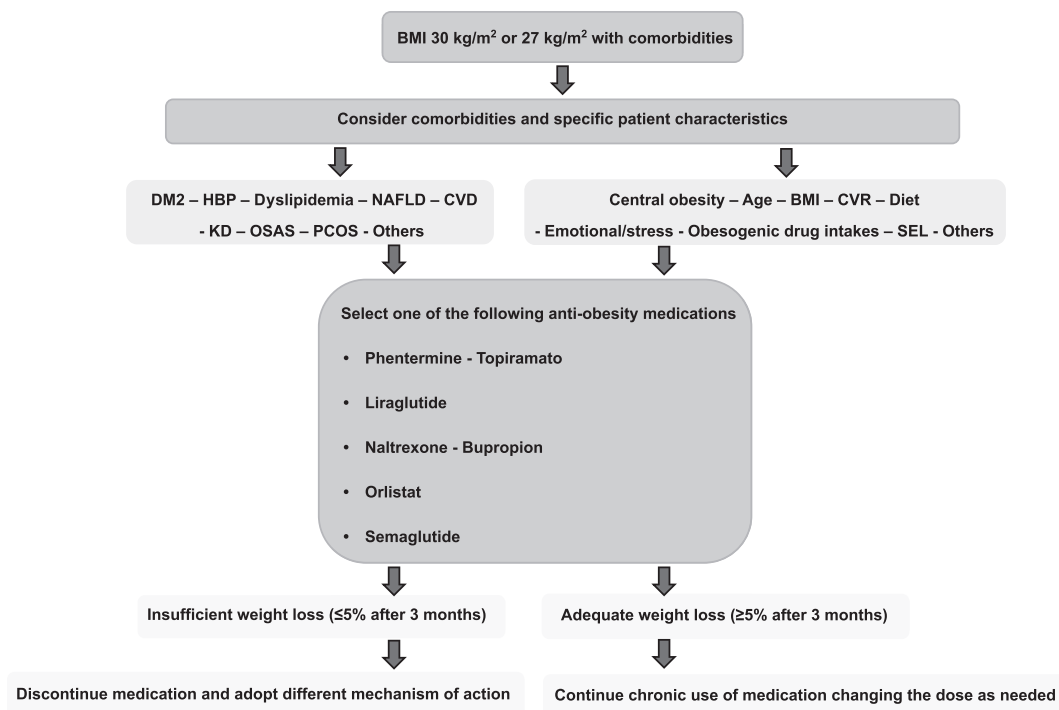 BMI 30 kg/m² or 27 kg/m² with comorbidities
Consider comorbidities and specific patient characteristics
DM2 – HBP – Dyslipidemia – NAFLD – CVD
- KD – OSAS – PCOS - Others
Central obesity – Age – BMI – CVR – Diet
- Emotional/stress - Obesogenic drug intakes – SEL - Others
Select one of the following anti-obesity medications
• Phentermine - Topiramato
• Liraglutide
• Naltrexone - Bupropion
• Orlistat
• Semaglutide
Insufficient weight loss (≤5% after 3 months)
Adequate weight loss (≥5% after 3 months)
Discontinue medication and adopt different mechanism of action
Continue chronic use of medication changing the dose as needed